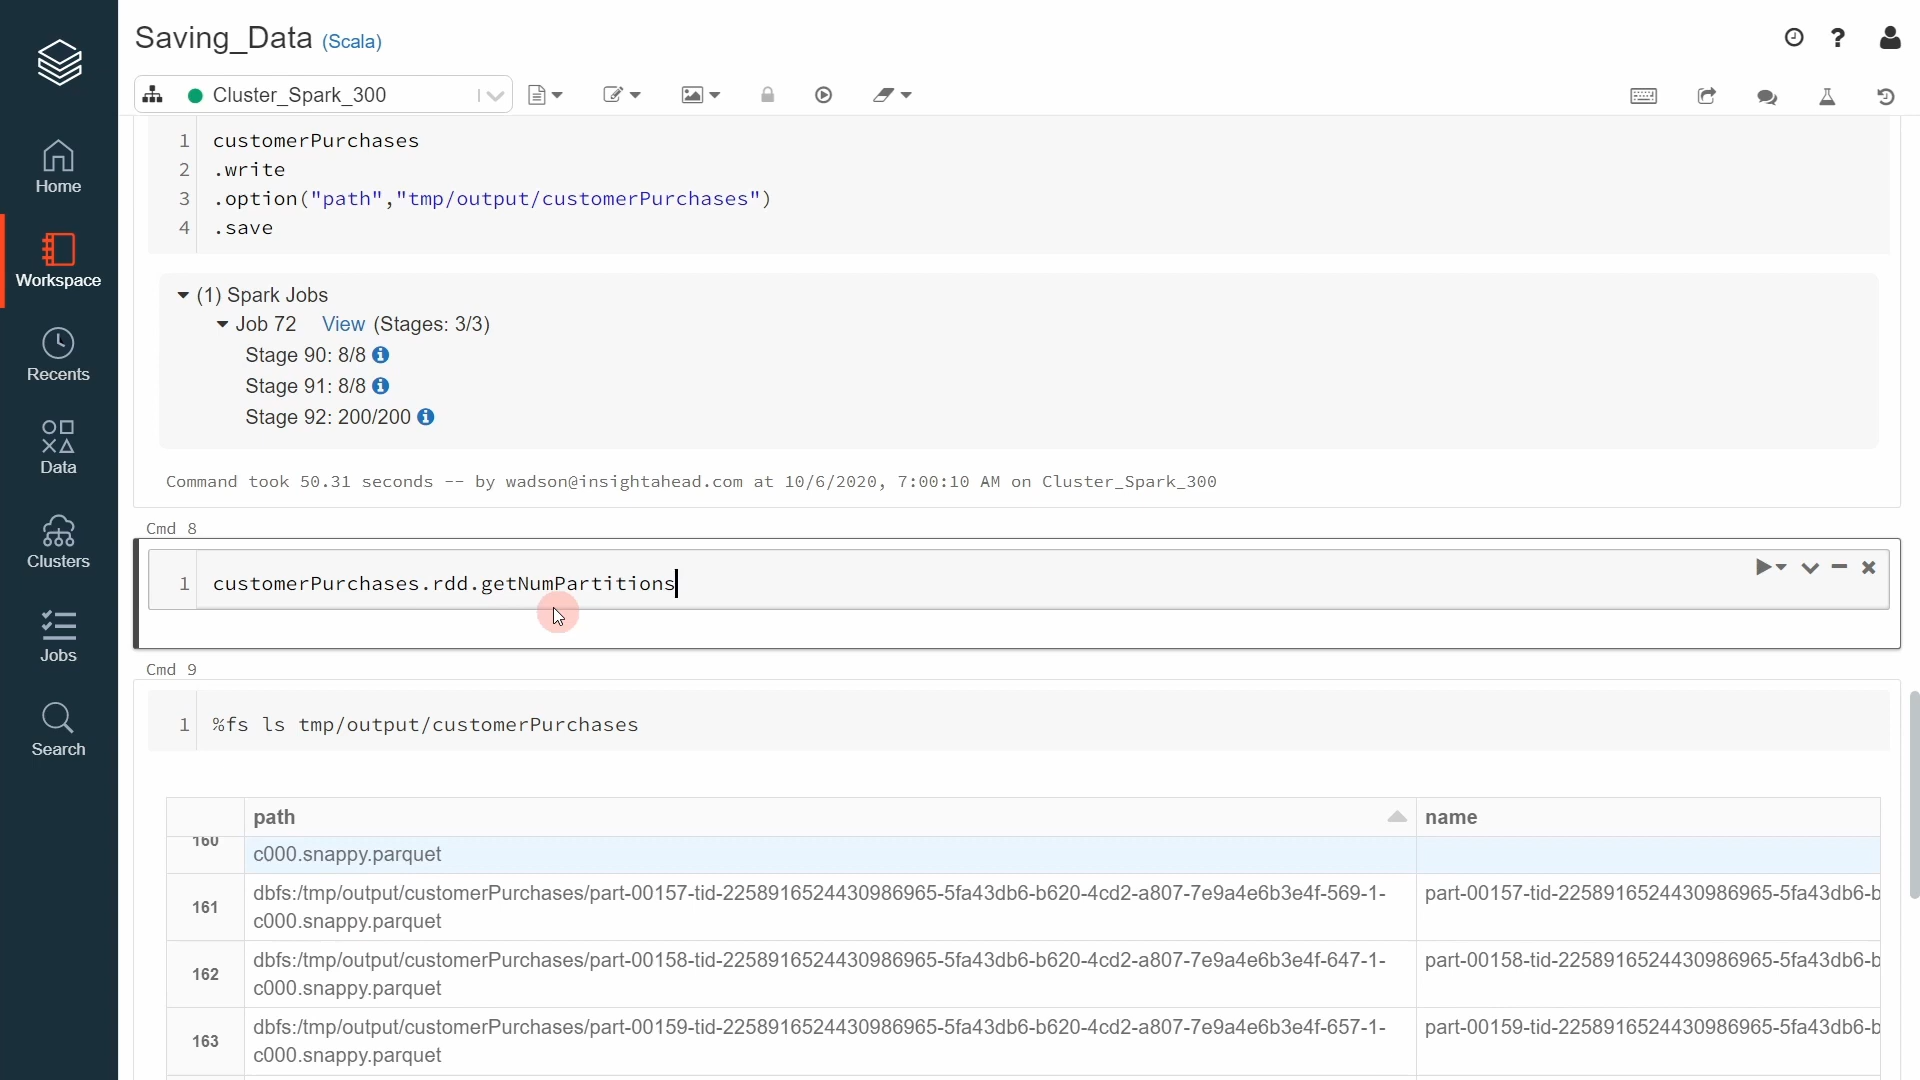 Saving_Data (Scala)
Cluster_Spark_300
Home
Workspace
Recents
Data
Clusters
Jobs
Search
1 customerPurchases
2 .write
3 .option("path","tmp/output/customerPurchases")
4 .save
(1) Spark Jobs
Job 72 View (Stages: 3/3)
Stage 90: 8/8
Stage 91: 8/8
Stage 92: 200/200
Command took 50.31 seconds -- by wadson@insightahead.com at 10/6/2020, 7:00:10 AM on Cluster_Spark_300
Cmd 8
1 customerPurchases.rdd.getNumPartitions
Cmd 9
1 %fs ls tmp/output/customerPurchases
path name
160 c000.snappy.parquet
161 dbfs:/tmp/output/customerPurchases/part-00157-tid-2258916524430986965-5fa43db6-b620-4cd2-a807-7e9a4e6b3e4f-569-1- part-00157-tid-2258916524430986965-5fa43db6-b
c000.snappy.parquet
162 dbfs:/tmp/output/customerPurchases/part-00158-tid-2258916524430986965-5fa43db6-b620-4cd2-a807-7e9a4e6b3e4f-647-1- part-00158-tid-2258916524430986965-5fa43db6-b
c000.snappy.parquet
163 dbfs:/tmp/output/customerPurchases/part-00159-tid-2258916524430986965-5fa43db6-b620-4cd2-a807-7e9a4e6b3e4f-657-1- part-00159-tid-2258916524430986965-5fa43db6-b
c000.snappy.parquet